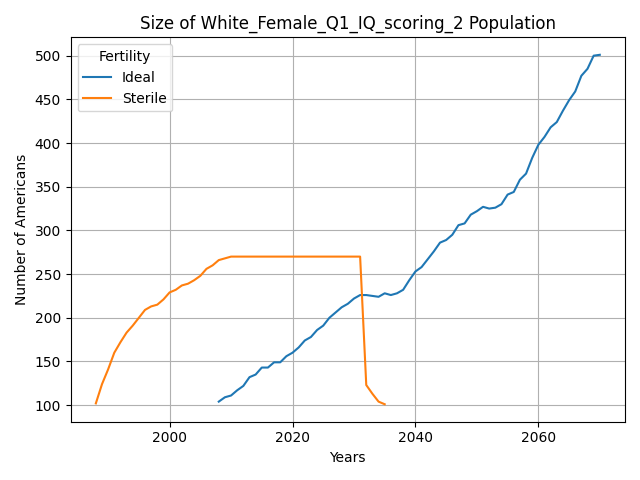 Size of White_Female_Q1_IQ_scoring_2 Population
Fertility
Ideal
Sterile
Number of Americans
500
450
400
350
300
250
200
150
100
2000
2020
2040
2060
Years